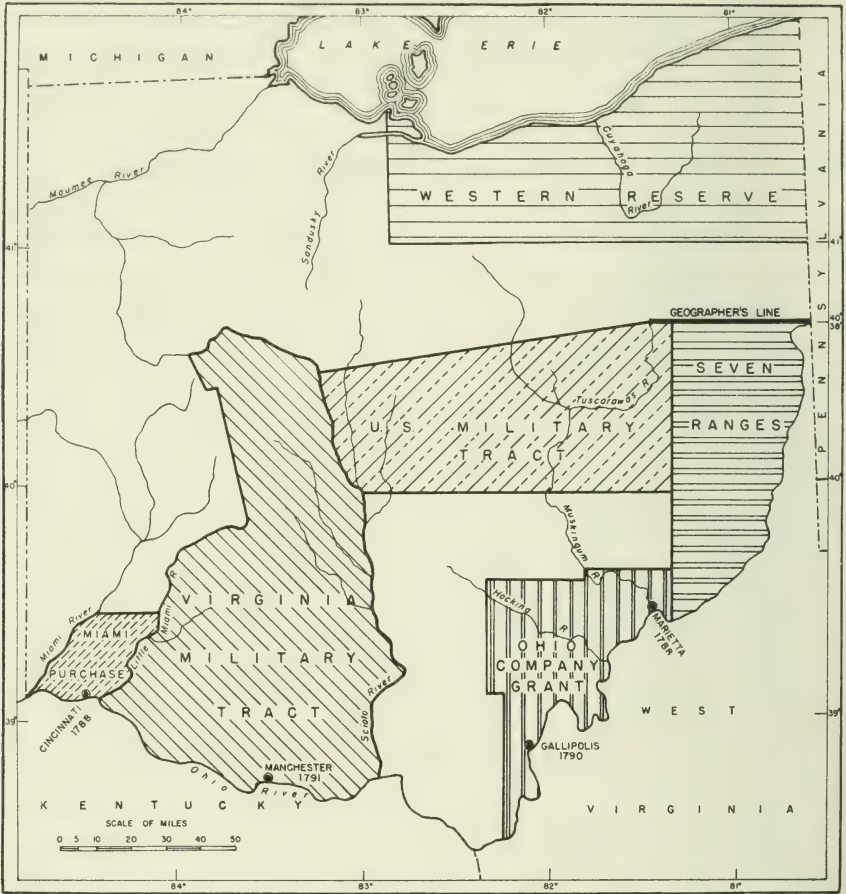 84° 83° 82° 81°
MICHIGAN
LAKE ERIE
PENNSYLVANIA
Maumee River
Sandusky River
Cuyahoga River
WESTERN RESERVE
41° 41°
GEOGRAPHER'S LINE
40°
38'
SEVEN
RANGES
Tuscarawas R
U.S. MILITARY
TRACT
40° 40°
Muskingum R
Hocking R
MARIETTA
1788
OHIO
COMPANY
GRANT
VIRGINIA
MILITARY
TRACT
Miami River
Little Miami R
MIAMI
PURCHASE
CINCINNATI
1788
Scioto River
39° 39°
WEST
VIRGINIA
GALLIPOLIS
1790
MANCHESTER
1791
Ohio River
KENTUCKY
SCALE OF MILES
0 5 10 20 30 40 50
84° 83° 82° 81°